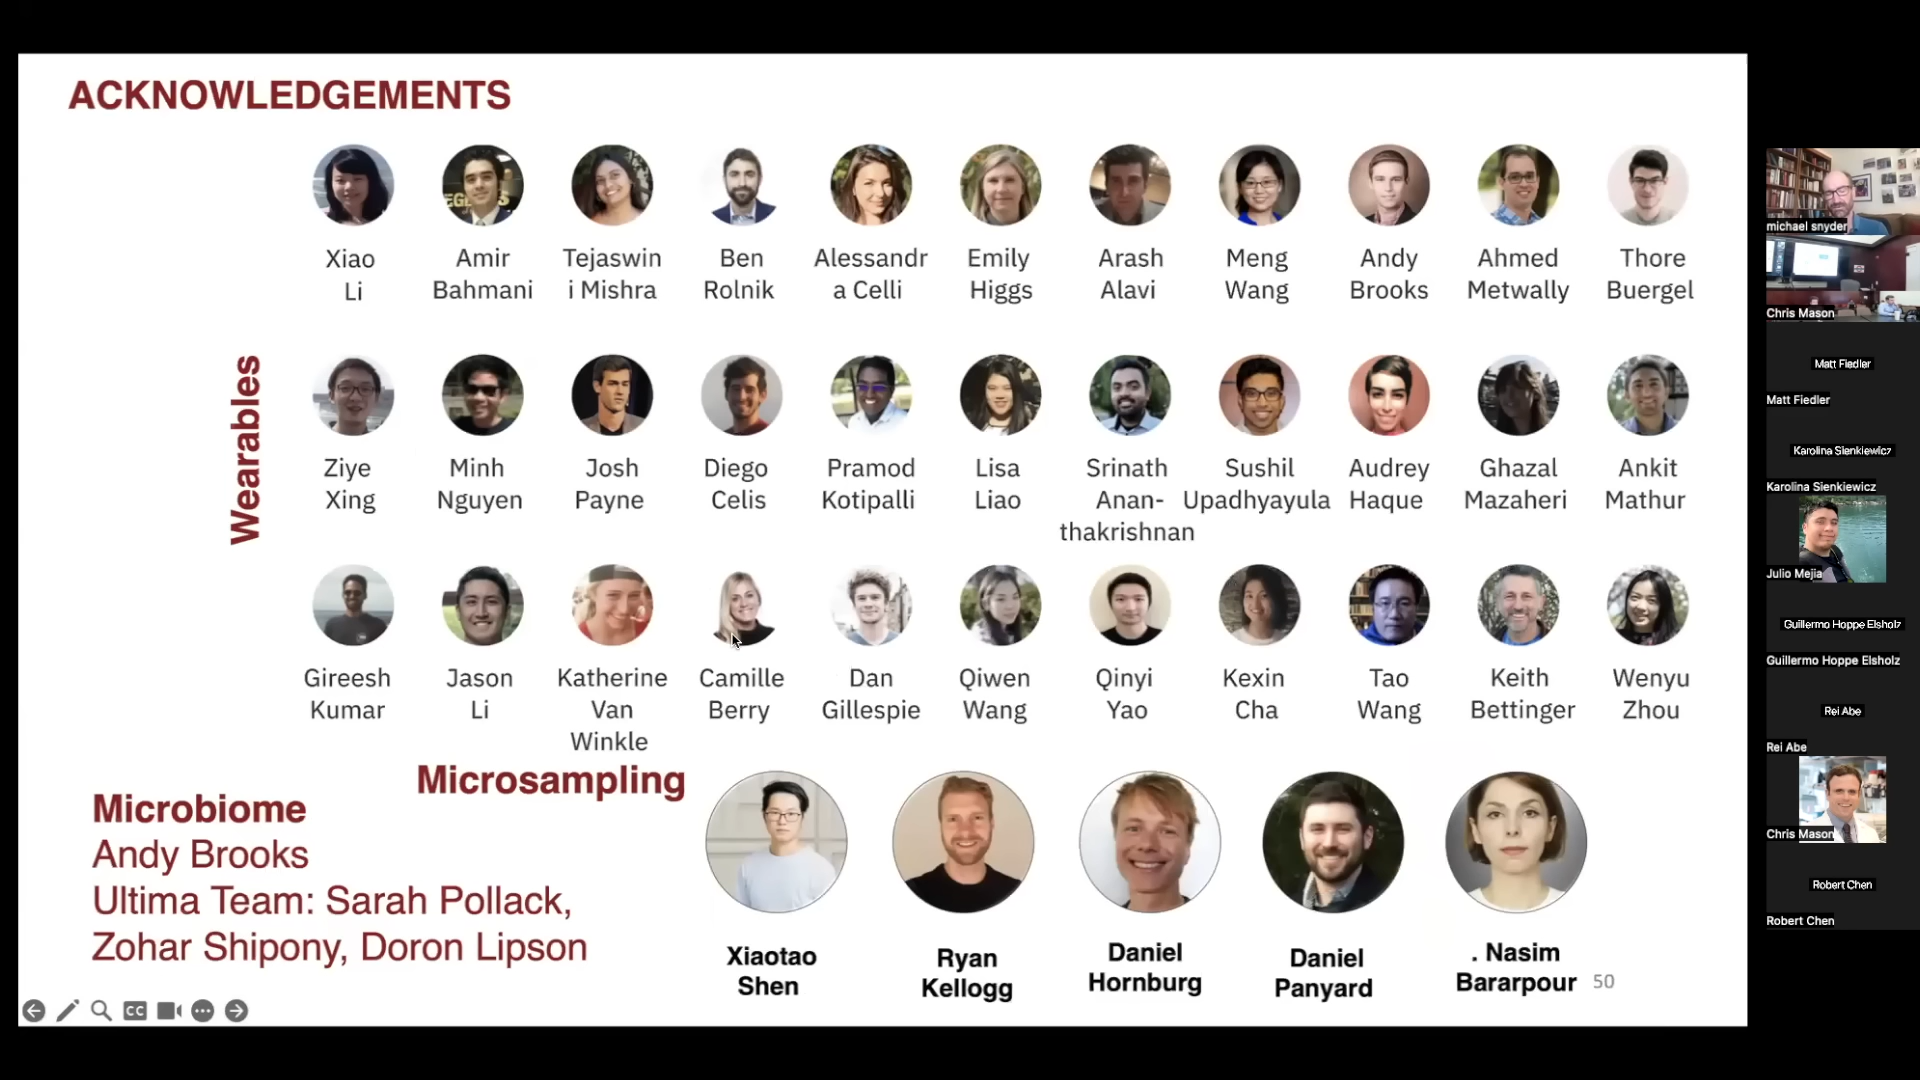 ACKNOWLEDGEMENTS
Xiao
Li
Amir
Bahmani
Tejaswin
i Mishra
Ben
Rolnik
Alessandr
a Celli
Emily
Higgs
Arash
Alavi
Meng
Wang
Andy
Brooks
Ahmed
Metwally
Thore
Buergel
Wearables
Ziye
Xing
Minh
Nguyen
Josh
Payne
Diego
Celis
Pramod
Kotipalli
Lisa
Liao
Srinath
Anan-
thakrishnan
Sushil
Upadhyayula
Audrey
Haque
Ghazal
Mazaheri
Ankit
Mathur
Gireesh
Kumar
Jason
Li
Katherine
Van
Winkle
Camille
Berry
Dan
Gillespie
Qiwen
Wang
Qinyi
Yao
Kexin
Cha
Tao
Wang
Keith
Bettinger
Wenyu
Zhou
Microsampling
Xiaotao
Shen
Ryan
Kellogg
Daniel
Hornburg
Daniel
Panyard
. Nasim
Bararpour
50
Microbiome
Andy Brooks
Ultima Team: Sarah Pollack,
Zohar Shipony, Doron Lipson
CC
michael snyder
Chris Mason
Matt Fiedler
Matt Fiedler
Karolina Sienkiewicz
Karolina Sienkiewicz
Julio Mejia
Guillermo Hoppe Elsholz
Guillermo Hoppe Elsholz
Rei Abe
Rei Abe
Chris Mason
Robert Chen
Robert Chen